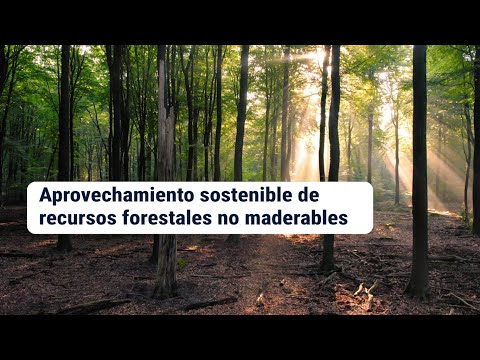 Aprovechamiento sostenible de
recursos forestales no maderables